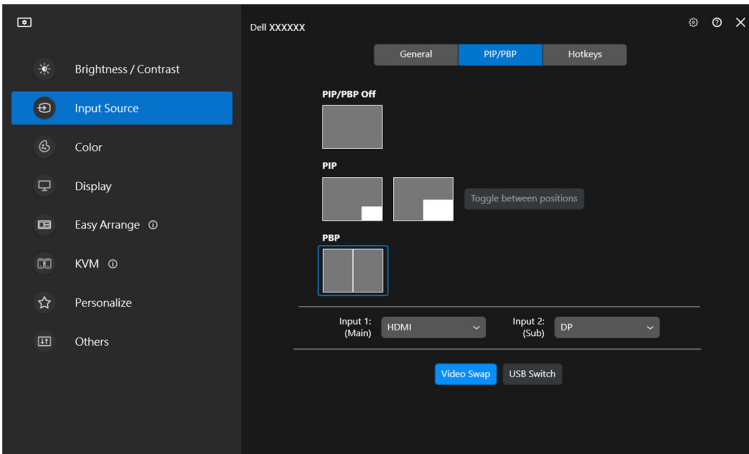 Dell XXXXXX
General
PIP/PBP
Hotkeys
Brightness / Contrast
Input Source
Color
Display
Easy Arrange
KVM
Personalize
Others
PIP/PBP Off
PIP
Toggle between positions
PBP
Input 1:
(Main)
HDMI
Input 2:
(Sub)
DP
Video Swap
USB Switch